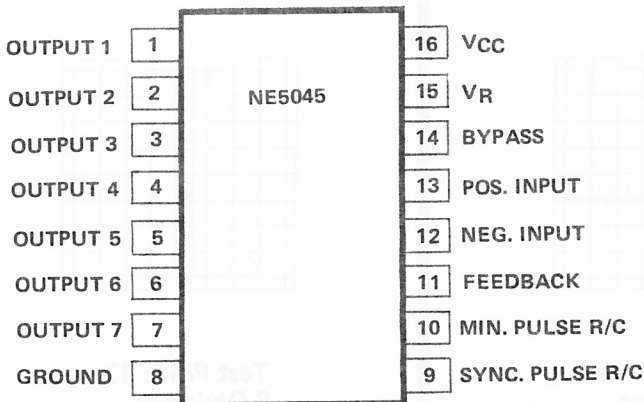 OUTPUT 1 1 16 VCC
OUTPUT 2 2 NE5045 15 VR
OUTPUT 3 3 14 BYPASS
OUTPUT 4 4 13 POS. INPUT
OUTPUT 5 5 12 NEG. INPUT
OUTPUT 6 6 11 FEEDBACK
OUTPUT 7 7 10 MIN. PULSE R/C
GROUND 8 9 SYNC. PULSE R/C